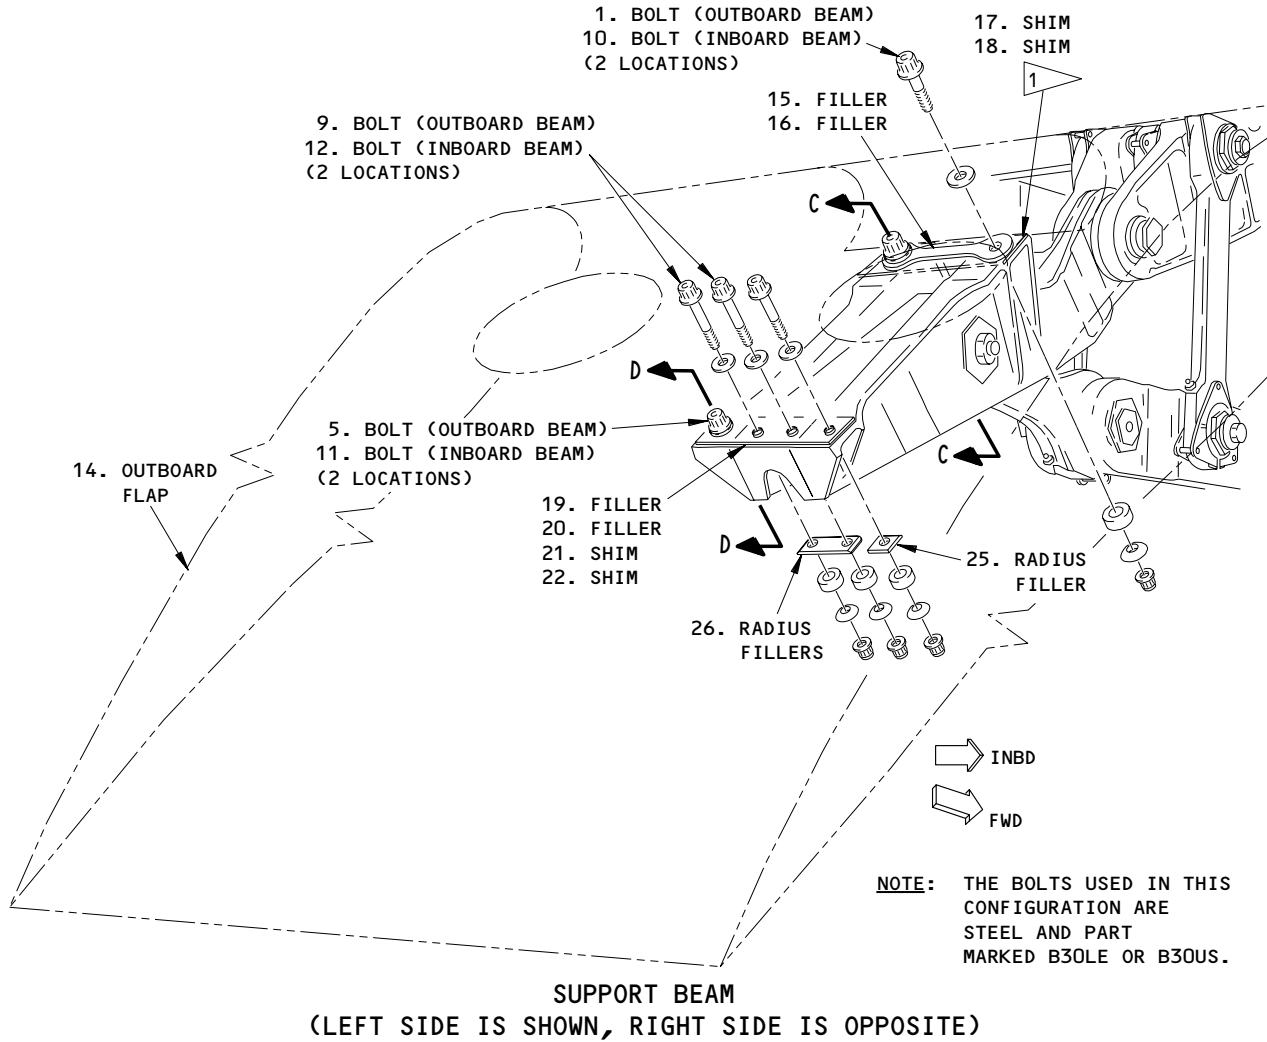 1. BOLT (OUTBOARD BEAM)
10. BOLT (INBOARD BEAM)
(2 LOCATIONS)
17. SHIM
18. SHIM
1
15. FILLER
16. FILLER
9. BOLT (OUTBOARD BEAM)
12. BOLT (INBOARD BEAM)
(2 LOCATIONS)
C
D
5. BOLT (OUTBOARD BEAM)
11. BOLT (INBOARD BEAM)
(2 LOCATIONS)
C
14. OUTBOARD
FLAP
19. FILLER
20. FILLER
21. SHIM
22. SHIM
D
25. RADIUS
FILLER
26. RADIUS
FILLERS
INBD
FWD
NOTE: THE BOLTS USED IN THIS
CONFIGURATION ARE
STEEL AND PART
MARKED B30LE OR B30US.
SUPPORT BEAM
(LEFT SIDE IS SHOWN, RIGHT SIDE IS OPPOSITE)